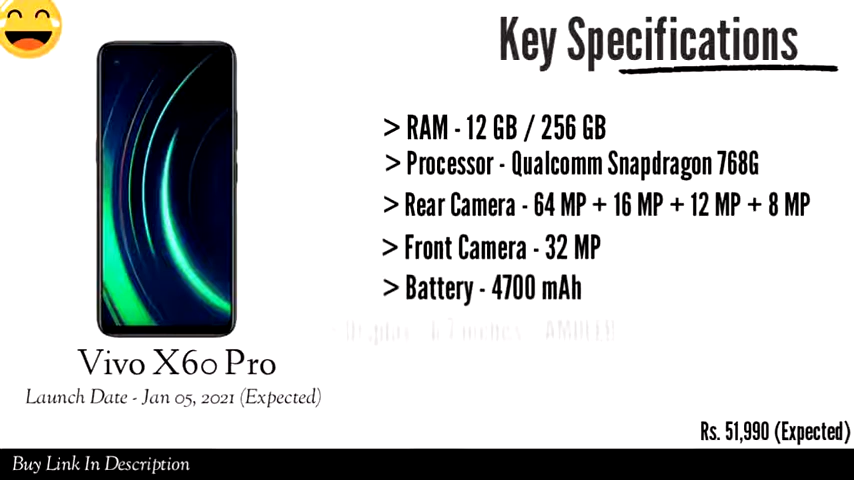 Key Specifications
> RAM - 12 GB / 256 GB
> Processor - Qualcomm Snapdragon 768G
> Rear Camera - 64 MP + 16 MP + 12 MP + 8 MP
> Front Camera - 32 MP
> Battery - 4700 mAh
Vivo X60 Pro
Launch Date - Jan 05, 2021 (Expected)
Rs. 51,990 (Expected)
Buy Link In Description